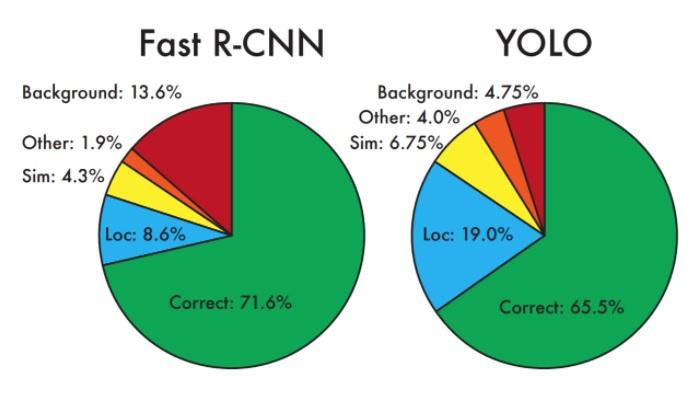 Fast R-CNN
Background: 13.6%
Other: 1.9%
Sim: 4.3%
Loc: 8.6%
Correct: 71.6%
YOLO
Background: 4.75%
Other: 4.0%
Sim: 6.75%
Loc: 19.0%
Correct: 65.5%